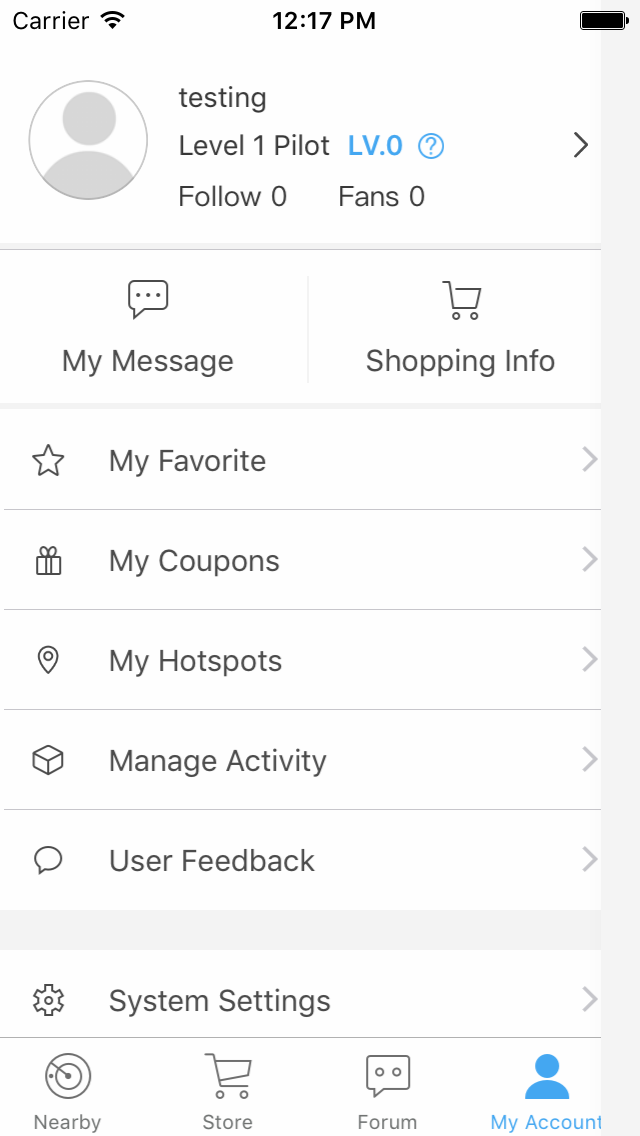 Carrier 12:17 PM
testing
Level 1 Pilot LV.0 ?
Follow 0 Fans 0
My Message Shopping Info
My Favorite
My Coupons
My Hotspots
Manage Activity
User Feedback
System Settings
Nearby Store Forum My Account